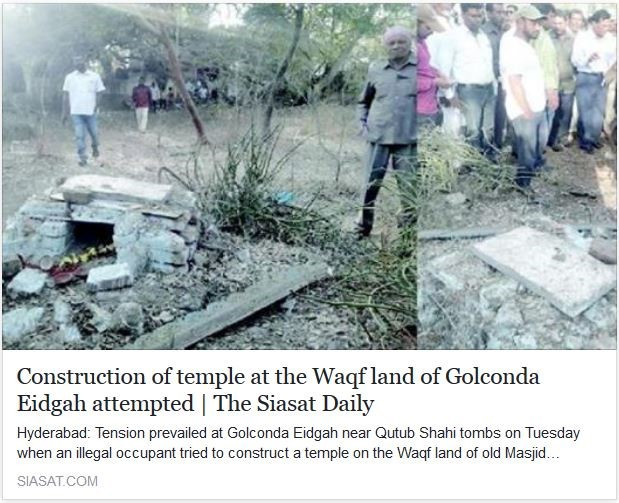 Construction of temple at the Waqf land of Golconda
Eidgah attempted | The Siasat Daily
Hyderabad: Tension prevailed at Golconda Eidgah near Qutub Shahi tombs on Tuesday
when an illegal occupant tried to construct a temple on the Waqf land of old Masjid…
SIASAT.COM